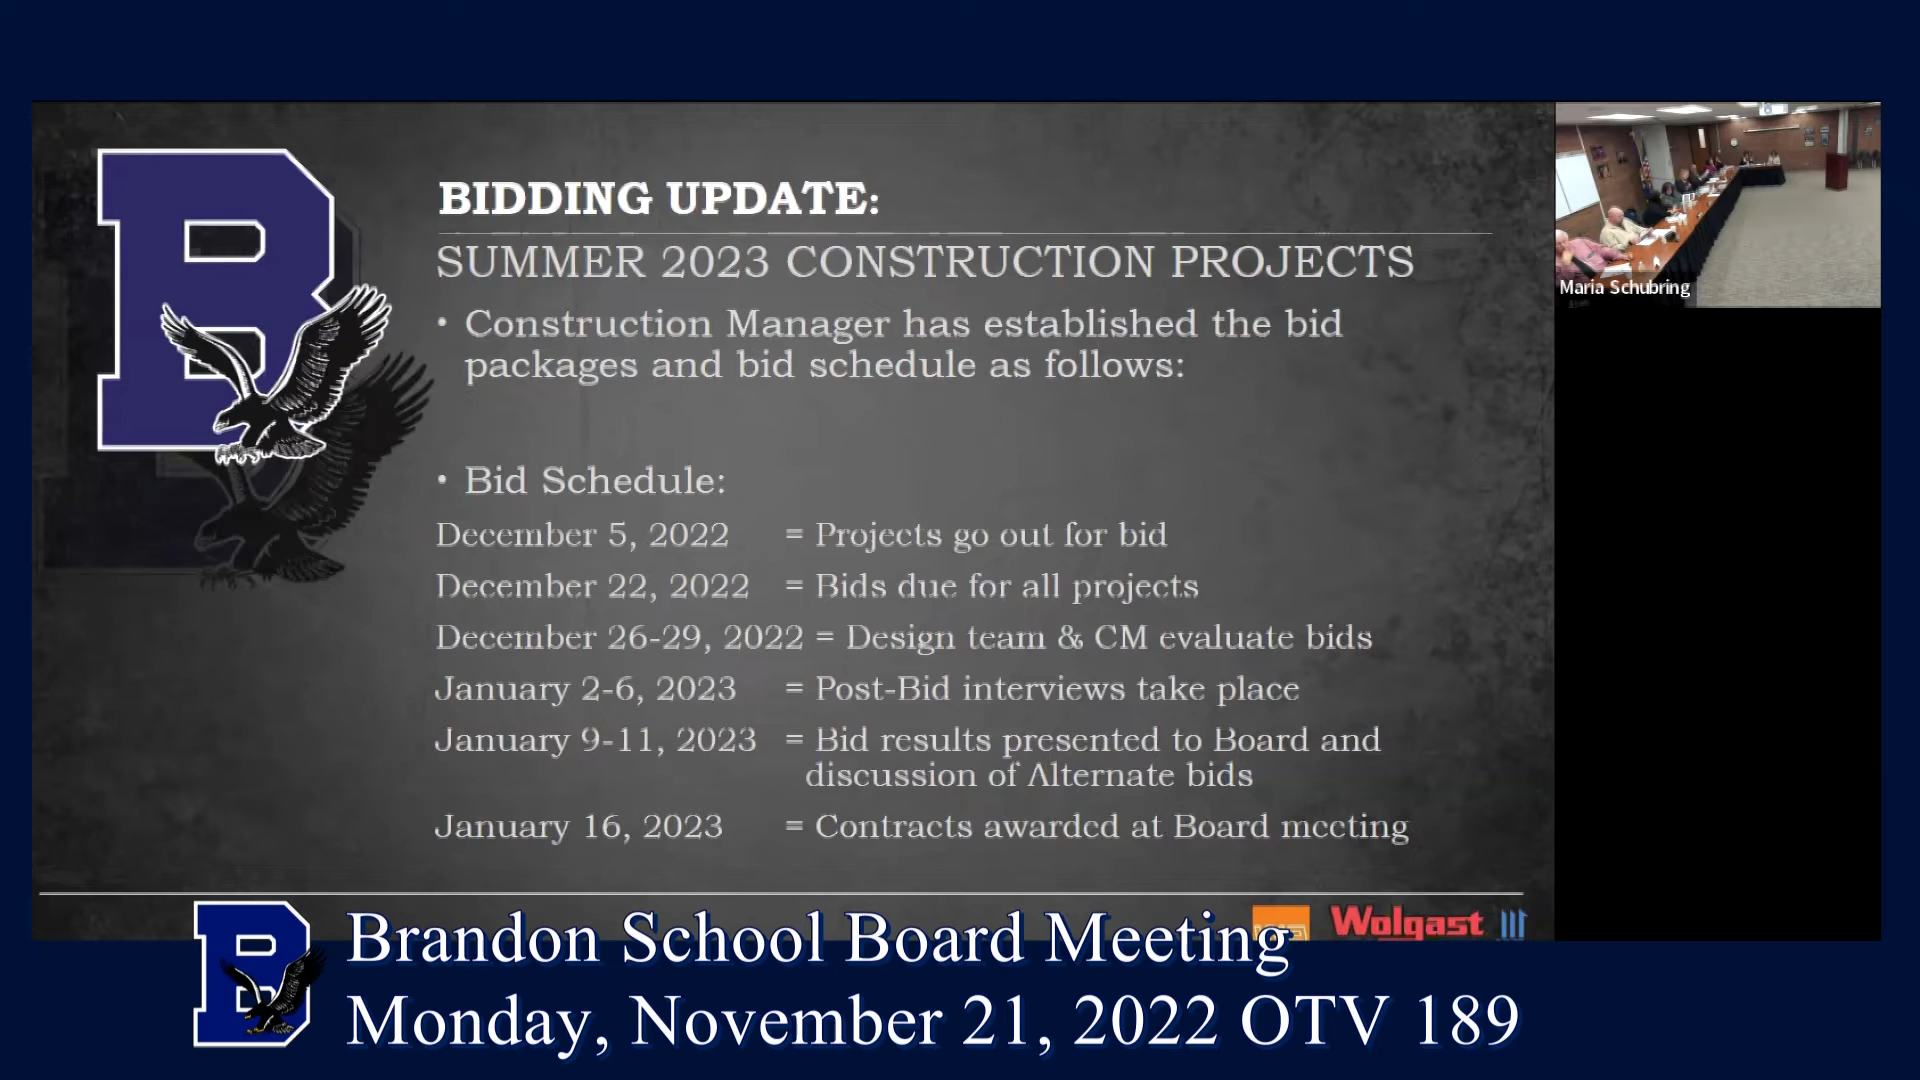 BIDDING UPDATE:
SUMMER 2023 CONSTRUCTION PROJECTS
• Construction Manager has established the bid
packages and bid schedule as follows:
• Bid Schedule:
December 5, 2022 = Projects go out for bid
December 22, 2022 = Bids due for all projects
December 26-29, 2022 = Design team & CM evaluate bids
January 2-6, 2023 = Post-Bid interviews take place
January 9-11, 2023 = Bid results presented to Board and
discussion of Alternate bids
January 16, 2023 = Contracts awarded at Board meeting
Maria Schubring
B
Wolgast
B
Brandon School Board Meeting
Monday, November 21, 2022 OTV 189